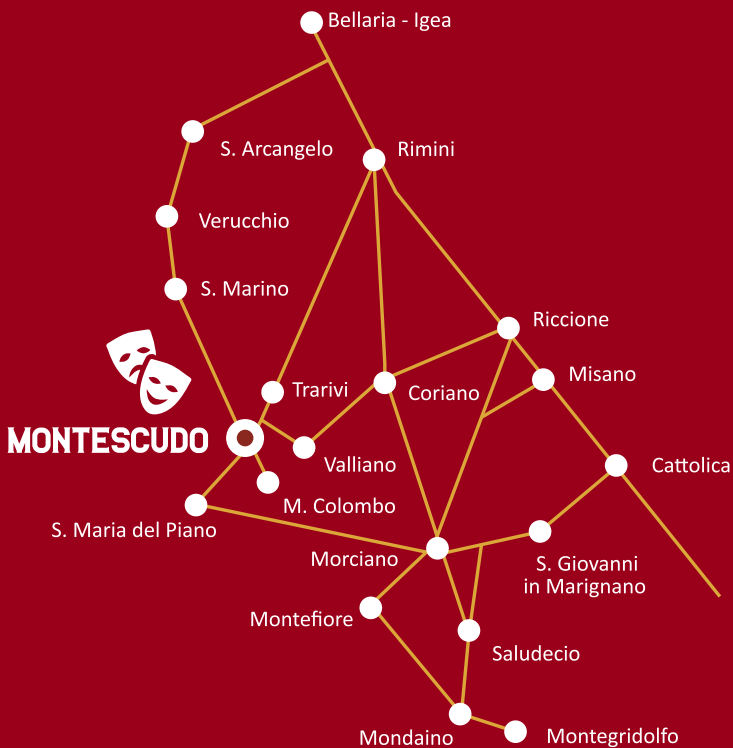 Bellaria - Igea
S. Arcangelo
Rimini
Verucchio
S. Marino
Riccione
Misano
Trarivi
Coriano
MONTESCUDO
Valliano
Cattolica
M. Colombo
S. Maria del Piano
Morciano
S. Giovanni
in Marignano
Montefiore
Saludecio
Mondaino
Montegridolfo